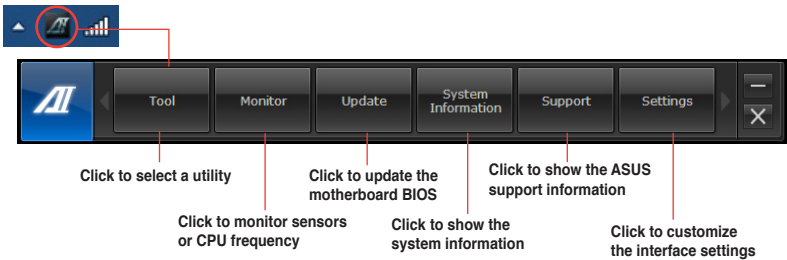 Tool
Monitor
Update
System
Information
Support
Settings
Click to select a utility
Click to update the
motherboard BIOS
Click to show the ASUS
support information
Click to monitor sensors
or CPU frequency
Click to show the
system information
Click to customize
the interface settings